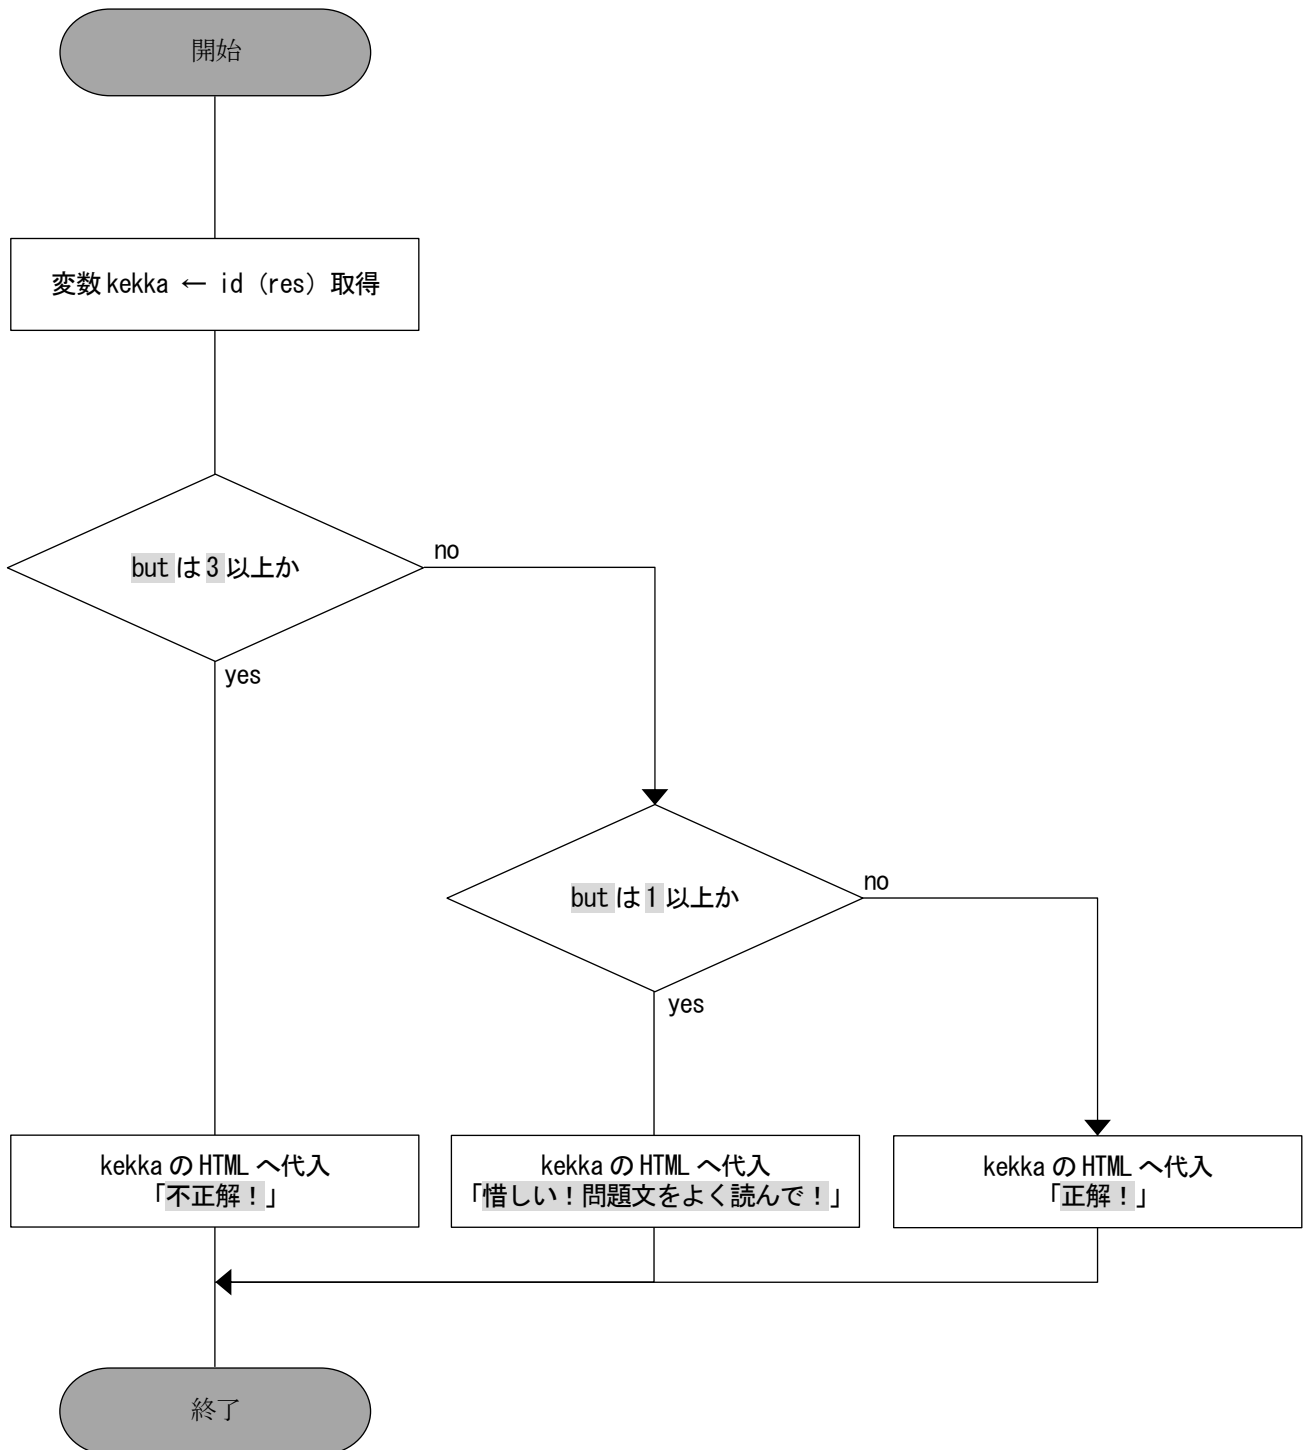 開始
変数 kekka ← id（res）取得
but は 3 以上か
no
yes
but は 1 以上か
no
yes
kekka の HTML へ代入
「不正解！」
kekka の HTML へ代入
「惜しい！問題文をよく読んで！」
kekka の HTML へ代入
「正解！」
終了